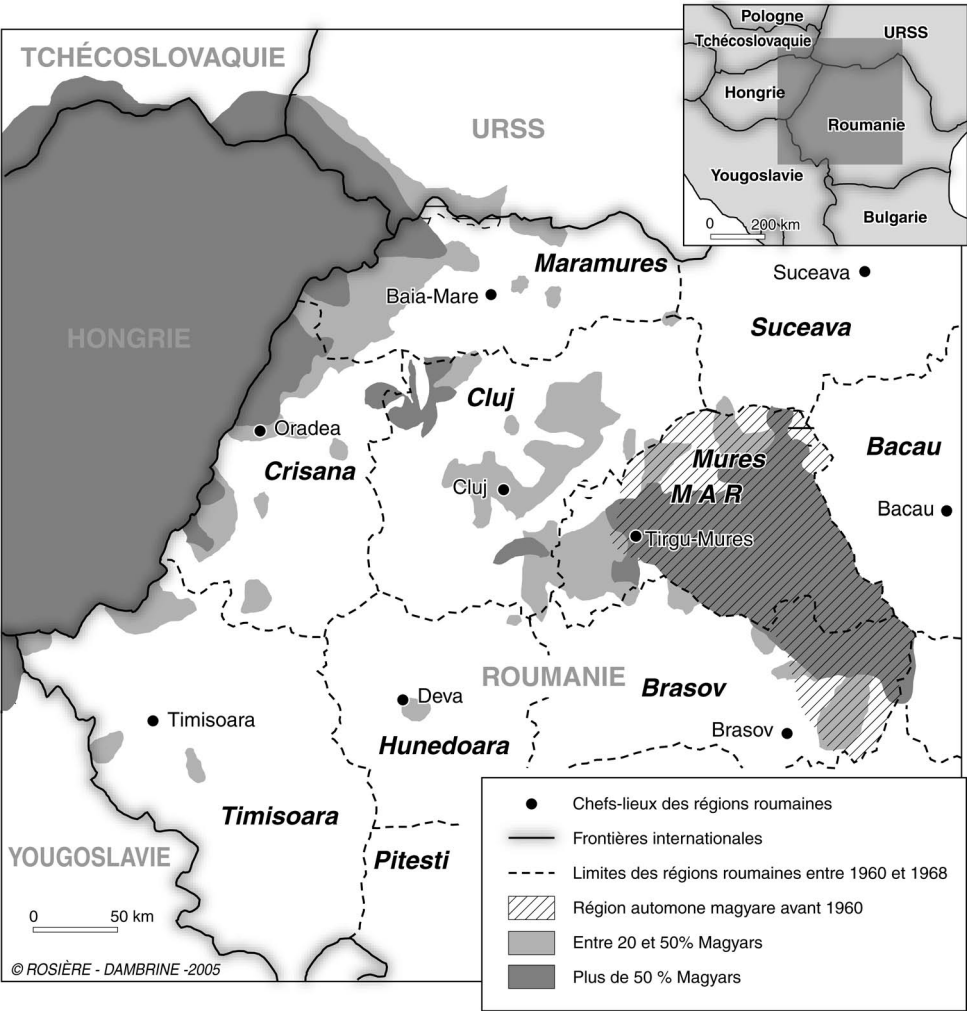 TCHÉCOSLOVAQUIE
URSS
HONGRIE
Pologne
Tchécoslovaquie
URSS
Hongrie
Roumanie
Yougoslavie
Bulgarie
0 200 km
Maramures
Baia-Mare
Suceava
Suceava
Cluj
Oradea
Crisana
Cluj
Mures
M A R
Tirgu-Mures
Bacau
Bacau
ROUMANIE
Brasov
Deva
Timisoara
Brasov
Hunedoara
Timisoara
Pitesti
YOUGOSLAVIE
0 50 km
© ROSIÈRE - DAMBRINE -2005
Chefs-lieux des régions roumaines
Frontières internationales
Limites des régions roumaines entre 1960 et 1968
Région automone magyare avant 1960
Entre 20 et 50% Magyars
Plus de 50 % Magyars